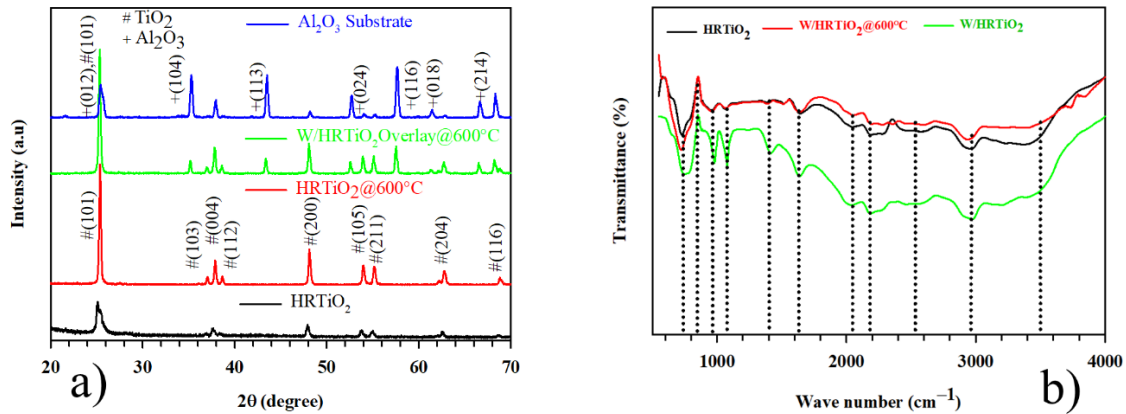 # TiO2
+ Al2O3
Al2O3 Substrate
+(012),#(101)
+(104)
+(113)
+(024)
+(116)
+(018)
+(214)
W/HRTiO2Overlay@600°C
HRTiO2@600°C
#(101)
#(103)
#(004)
#(112)
#(200)
#(105)
#(211)
#(204)
#(116)
HRTiO2
Intensity (a.u)
20 30 40 50 60 70
2θ (degree)
a)
HRTiO2
W/HRTiO2@600°C
W/HRTiO2
Transmittance (%)
1000 2000 3000 4000
Wave number (cm−1)
b)